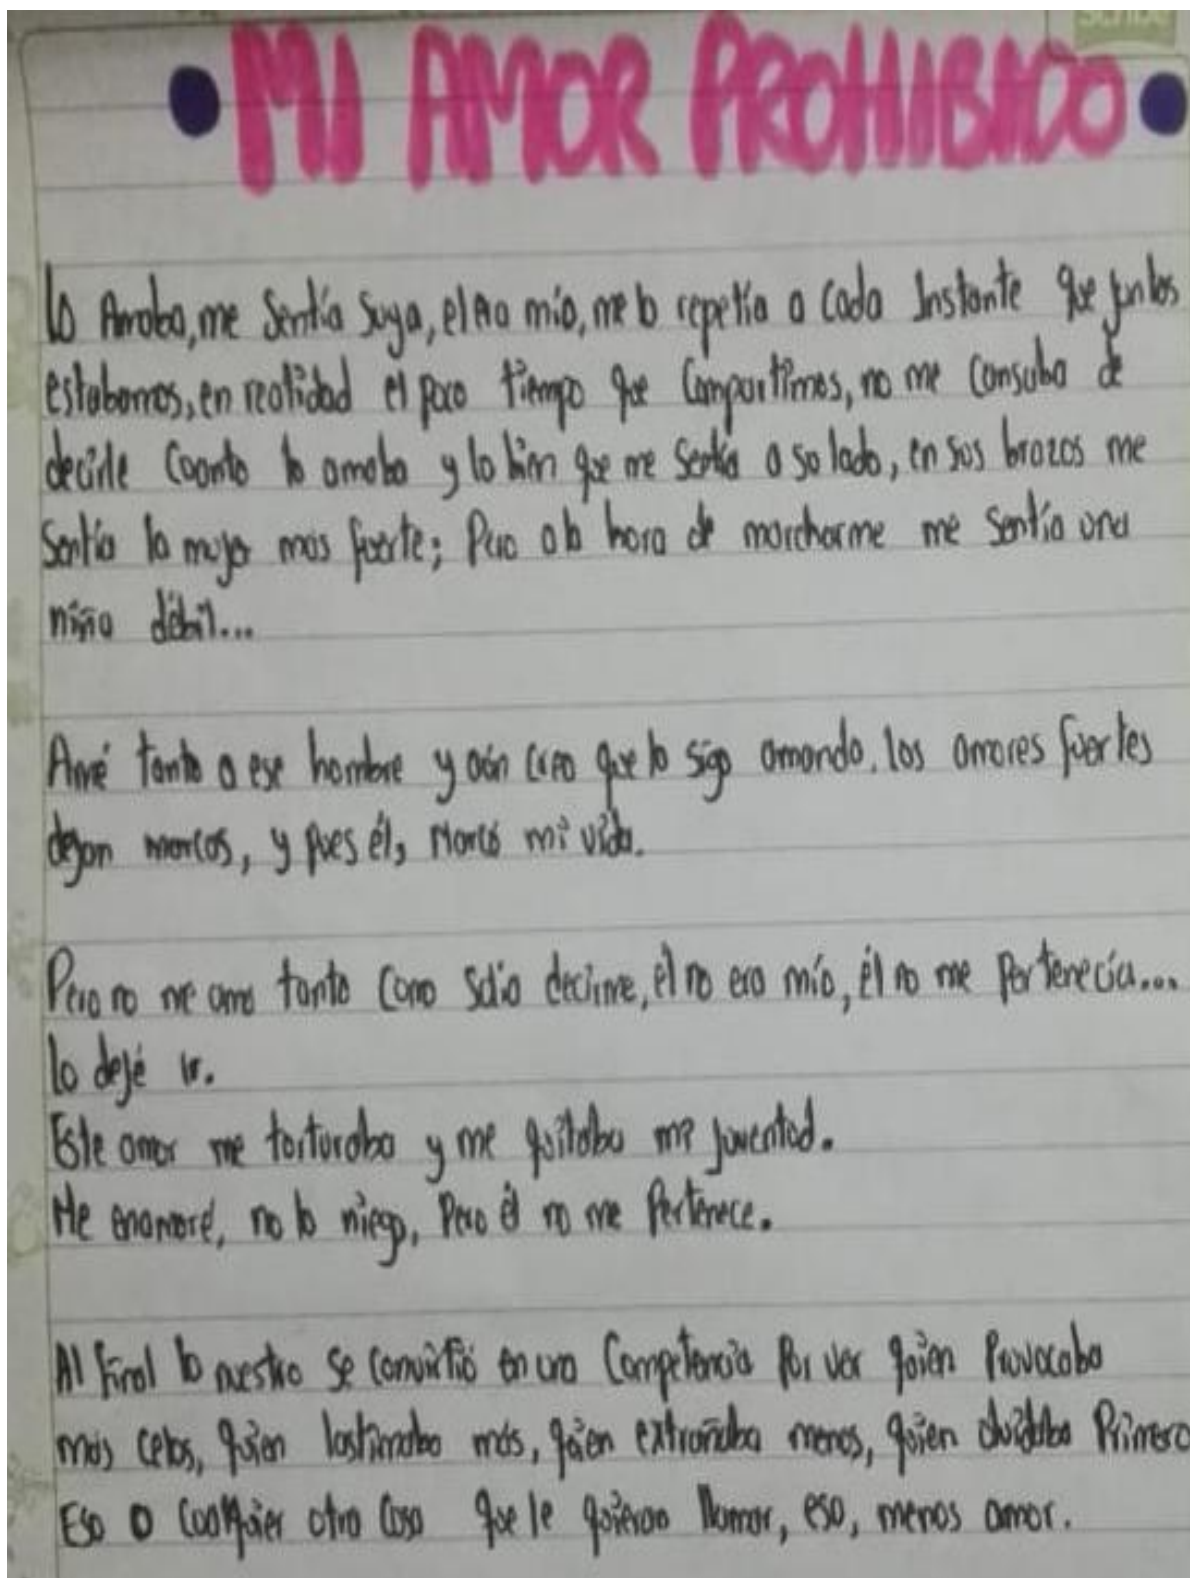 Scribe
• MI AMOR PROHIBIDO •
Lo Amaba, me Sentía Suya, el era mío, me lo repetía a cada Instante que juntos
estabamos, en realidad el poco tiempo que Compartimos, no me Cansaba de
decirle Cuanto lo amaba y lo bien que me Sentía a su lado, en sus brazos me
Sentía la mujer mas fuerte; Pero a la hora de marcharme me Sentía una
niña débil...
Amé tanto a ese hombre y aún Creo que lo sigo amando. los amores fuertes
dejan marcas, y pues él, Marcó mi vida.
Pero no me amo tanto Como Solía decirme, él no era mío, él no me Pertenecía...
lo dejé ir.
Este amor me torturaba y me quitaba mi juventud.
Me enamoré, no lo niego, Pero él no me Pertenece.
Al final lo nuestro Se Convirtió en una Competencia Por ver quien Provocaba
más celos, quien lastimaba más, quien extrañaba menos, quien olvidaba Primero
Eso o Cualquier otra Cosa que le quieran llamar, eso, menos amor.